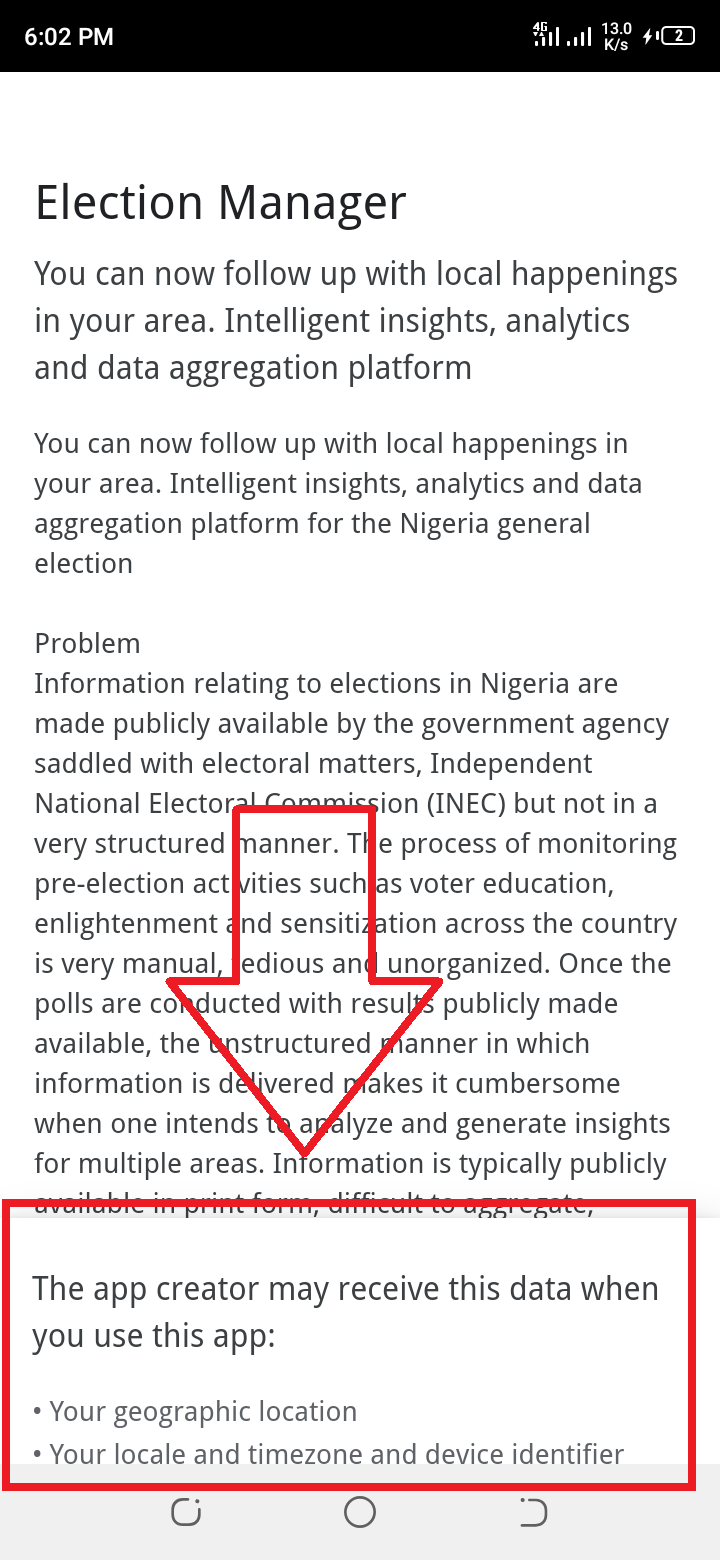 6:02 PM
4G
13.0
K/s
2
Election Manager
You can now follow up with local happenings
in your area. Intelligent insights, analytics
and data aggregation platform
You can now follow up with local happenings in
your area. Intelligent insights, analytics and data
aggregation platform for the Nigeria general
election
Problem
Information relating to elections in Nigeria are
made publicly available by the government agency
saddled with electoral matters, Independent
National Electoral Commission (INEC) but not in a
very structured manner. The process of monitoring
pre-election activities such as voter education,
enlightenment and sensitization across the country
is very manual, tedious and unorganized. Once the
polls are conducted with results publicly made
available, the unstructured manner in which
information is delivered makes it cumbersome
when one intends to analyze and generate insights
for multiple areas. Information is typically publicly
available in print form, difficult to aggregate,
The app creator may receive this data when
you use this app:
• Your geographic location
• Your locale and timezone and device identifier